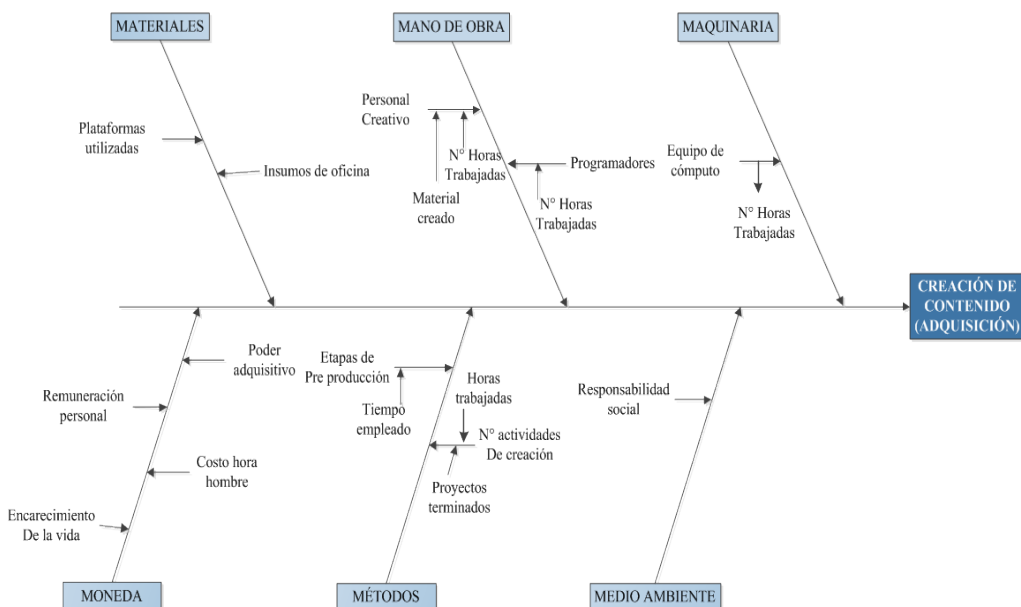 MATERIALES
MANO DE OBRA
MAQUINARIA
Plataformas
utilizadas
Insumos de oficina
Personal
Creativo
N° Horas
Trabajadas
Material
creado
Programadores
N° Horas
Trabajadas
Equipo de
cómputo
N° Horas
Trabajadas
CREACIÓN DE
CONTENIDO
(ADQUISICIÓN)
Poder
adquisitivo
Remuneración
personal
Costo hora
hombre
Encarecimiento
De la vida
Etapas de
Pre producción
Tiempo
empleado
Horas
trabajadas
N° actividades
De creación
Proyectos
terminados
Responsabilidad
social
MONEDA
MÉTODOS
MEDIO AMBIENTE